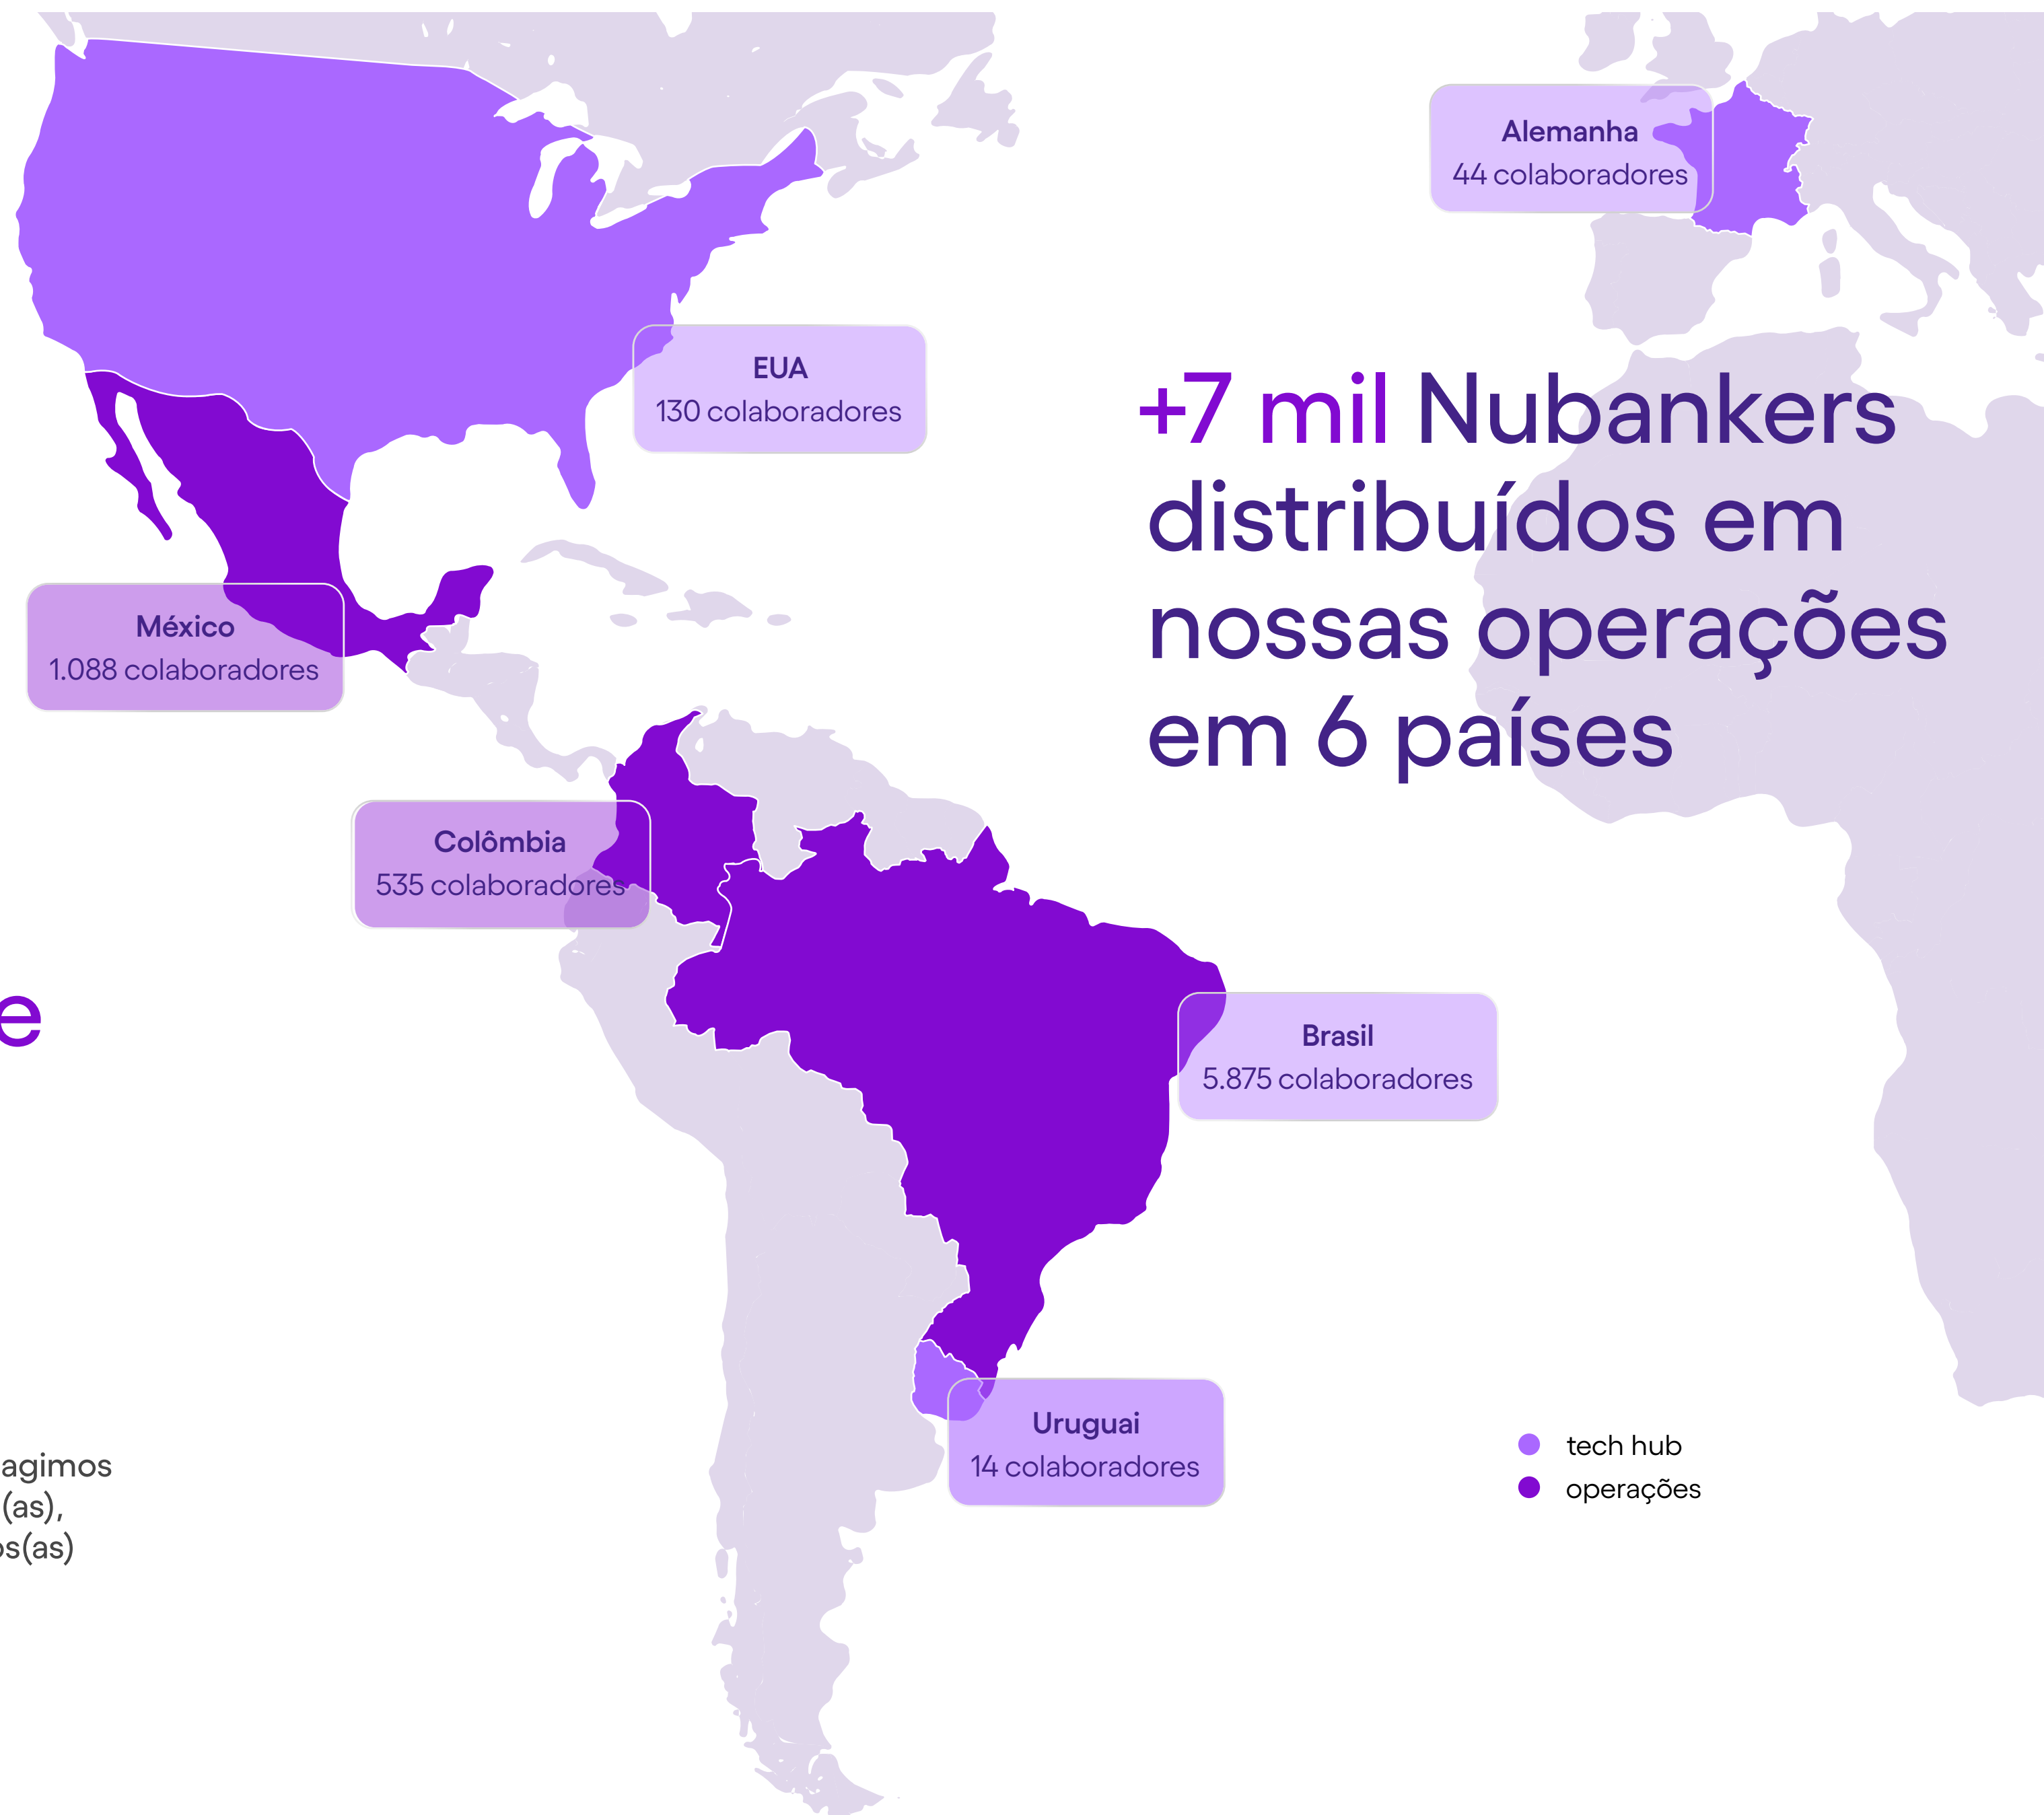 Alemanha
44 colaboradores
EUA
130 colaboradores
+7 mil Nubankers
distribuídos em
nossas operações
em 6 países
México
1.088 colaboradores
Colômbia
535 colaboradores
e
Brasil
5.875 colaboradores
Uruguai
14 colaboradores
tech hub
operações
agimos
(as),
os(as)